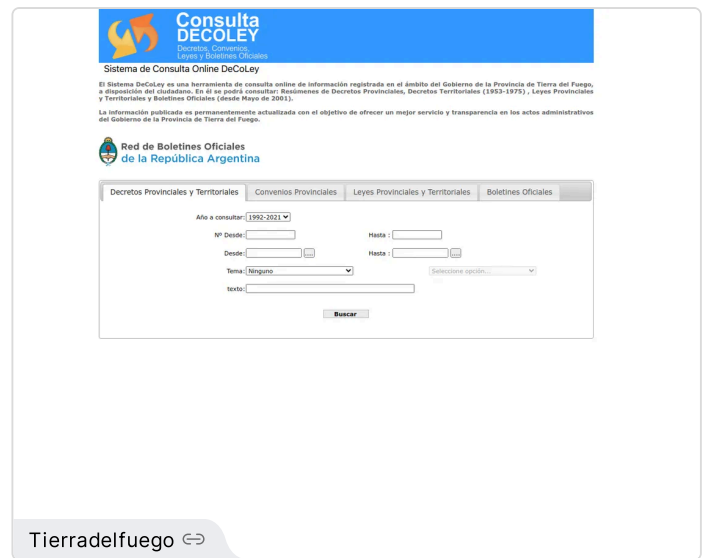 Consulta
DECOLEY
Decretos, Convenios,
Leyes y Boletines Oficiales
Sistema de Consulta Online DeCoLey
El Sistema DeCoLey es una herramienta de consulta online de información registrada en el ámbito del Gobierno de la Provincia de Tierra del Fuego,
a disposición del ciudadano. En él se podrá consultar: Resúmenes de Decretos Provinciales, Decretos Territoriales (1953-1975) , Leyes Provinciales
y Territoriales y Boletines Oficiales (desde Mayo de 2001).
La información publicada es permanentemente actualizada con el objetivo de ofrecer un mejor servicio y transparencia en los actos administrativos
del Gobierno de la Provincia de Tierra del Fuego.
Red de Boletines Oficiales
de la República Argentina
Decretos Provinciales y Territoriales Convenios Provinciales Leyes Provinciales y Territoriales Boletines Oficiales
Año a consultar: 1992-2021
Nº Desde: Hasta :
Desde: ... Hasta : ...
Tema: Ninguno Seleccione opción...
texto:
Buscar
Tierradelfuego